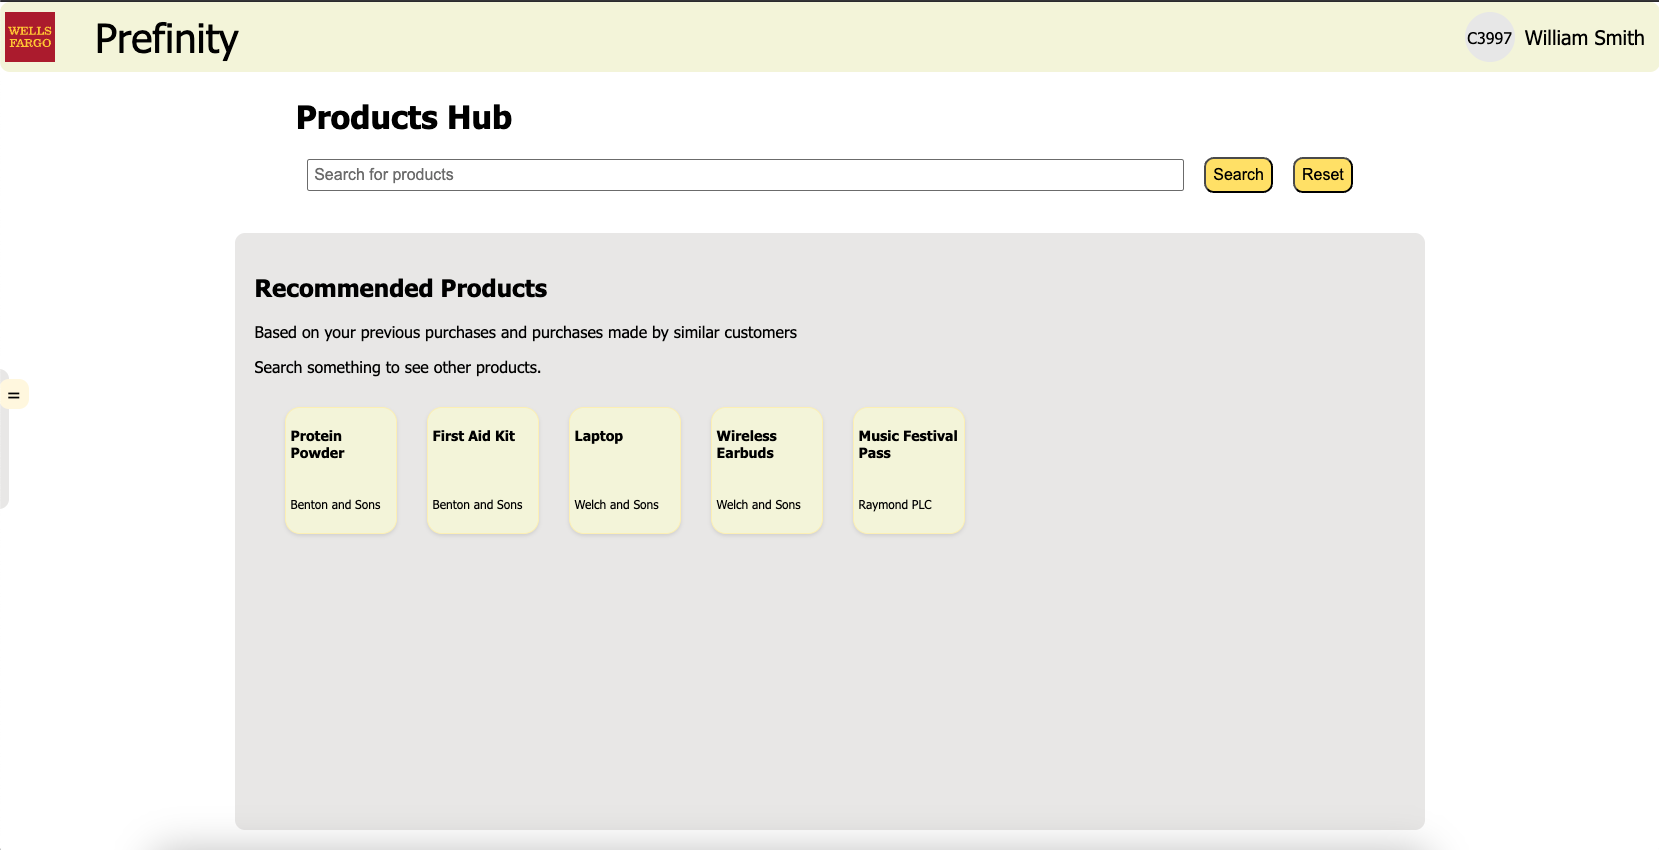 WELLS
FARGO
Prefinity
C3997
William Smith
Products Hub
Search for products
Search
Reset
Recommended Products
Based on your previous purchases and purchases made by similar customers
Search something to see other products.
=
Protein
Powder
Benton and Sons
First Aid Kit
Benton and Sons
Laptop
Welch and Sons
Wireless
Earbuds
Welch and Sons
Music Festival
Pass
Raymond PLC